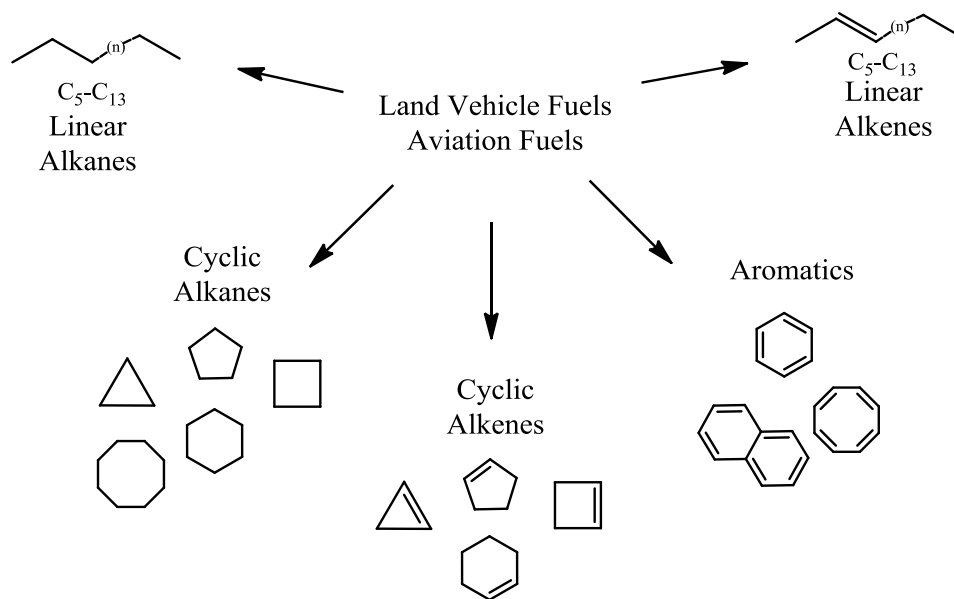 (n)
C₅-C₁₃
Linear
Alkanes
Land Vehicle Fuels
Aviation Fuels
(n)
C₅-C₁₃
Linear
Alkenes
Cyclic
Alkanes
Cyclic
Alkenes
Aromatics